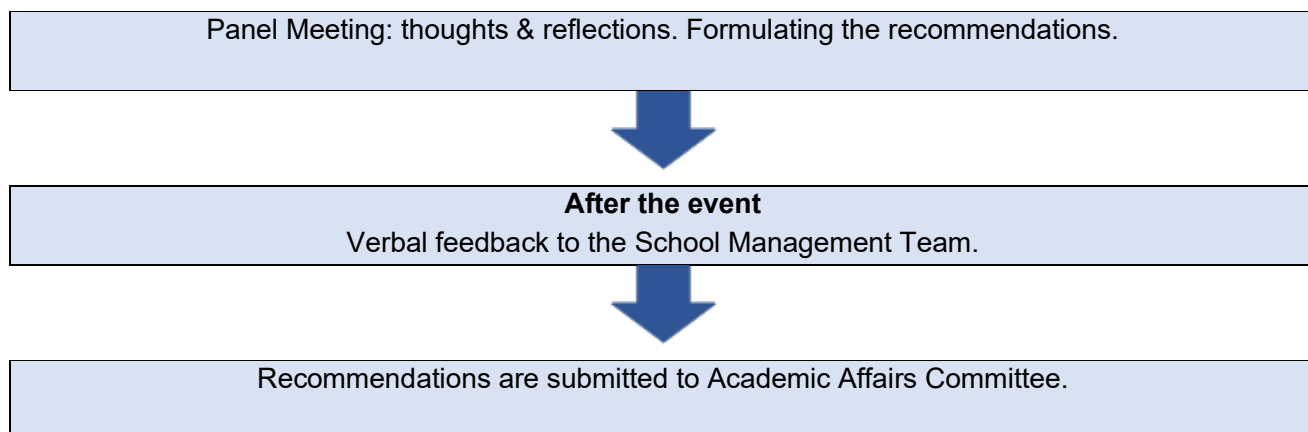 Panel Meeting: thoughts & reflections. Formulating the recommendations.
After the event
Verbal feedback to the School Management Team.
Recommendations are submitted to Academic Affairs Committee.